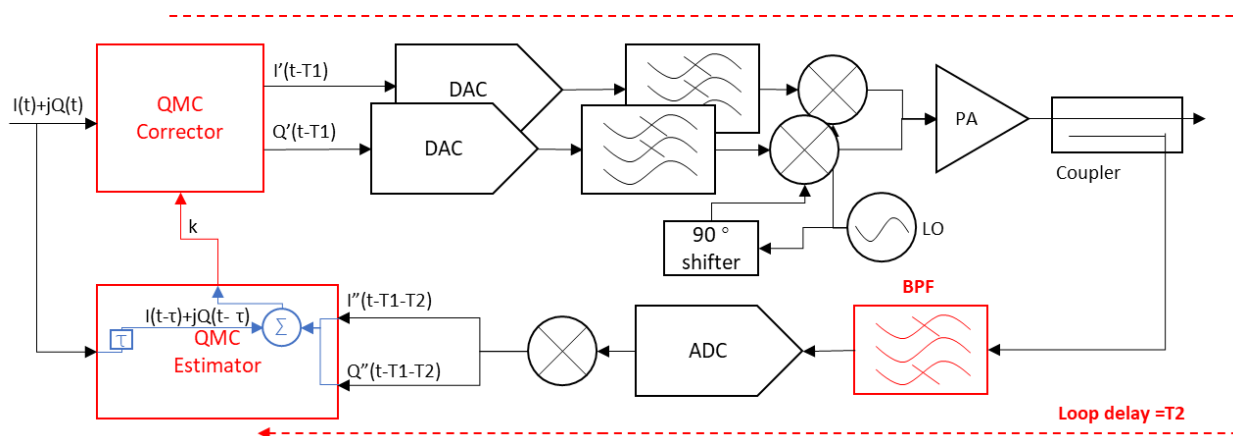 I(t)+jQ(t)
QMC
Corrector
I’(t-T1)
Q’(t-T1)
DAC
DAC
PA
Coupler
90 °
shifter
LO
k
BPF
I(t-τ)+jQ(t- τ)
τ
Σ
QMC
Estimator
I”(t-T1-T2)
Q”(t-T1-T2)
ADC
Loop delay =T2